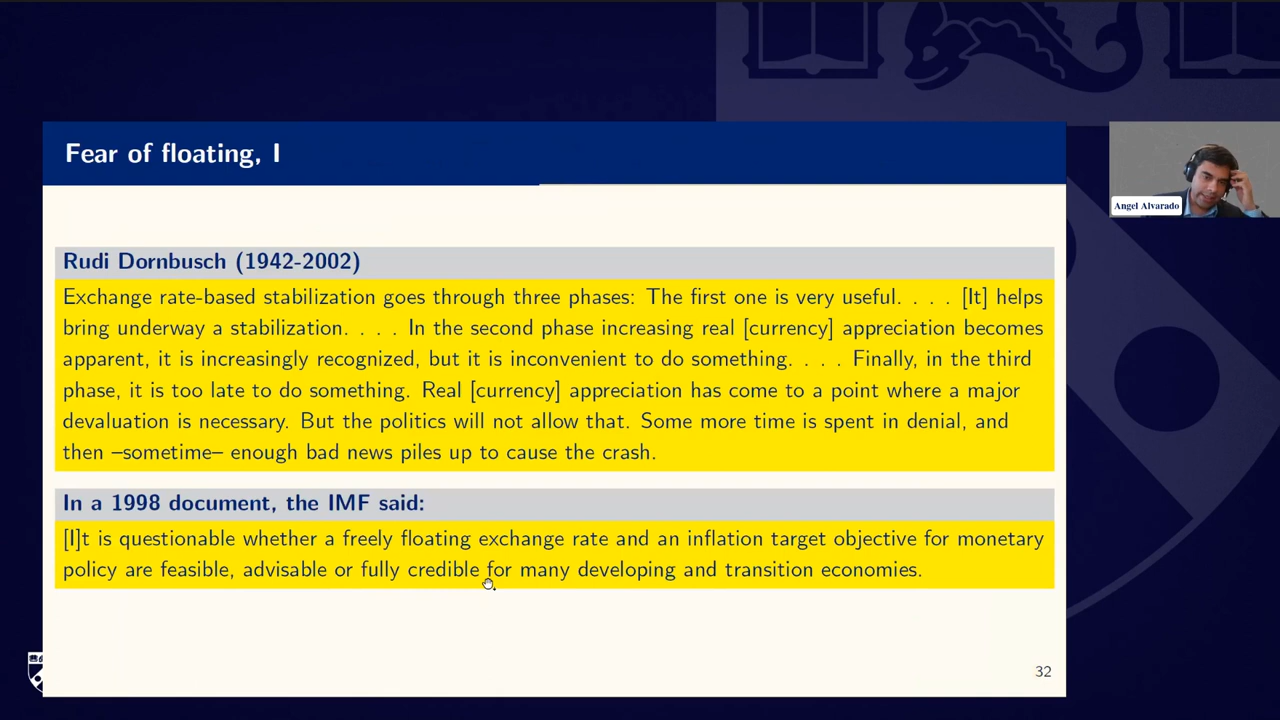 Fear of floating, I
Angel Alvarado
Rudi Dornbusch (1942-2002)
Exchange rate-based stabilization goes through three phases: The first one is very useful. . . . [It] helps
bring underway a stabilization. . . . In the second phase increasing real [currency] appreciation becomes
apparent, it is increasingly recognized, but it is inconvenient to do something. . . . Finally, in the third
phase, it is too late to do something. Real [currency] appreciation has come to a point where a major
devaluation is necessary. But the politics will not allow that. Some more time is spent in denial, and
then –sometime– enough bad news piles up to cause the crash.
In a 1998 document, the IMF said:
[I]t is questionable whether a freely floating exchange rate and an inflation target objective for monetary
policy are feasible, advisable or fully credible for many developing and transition economies.
32